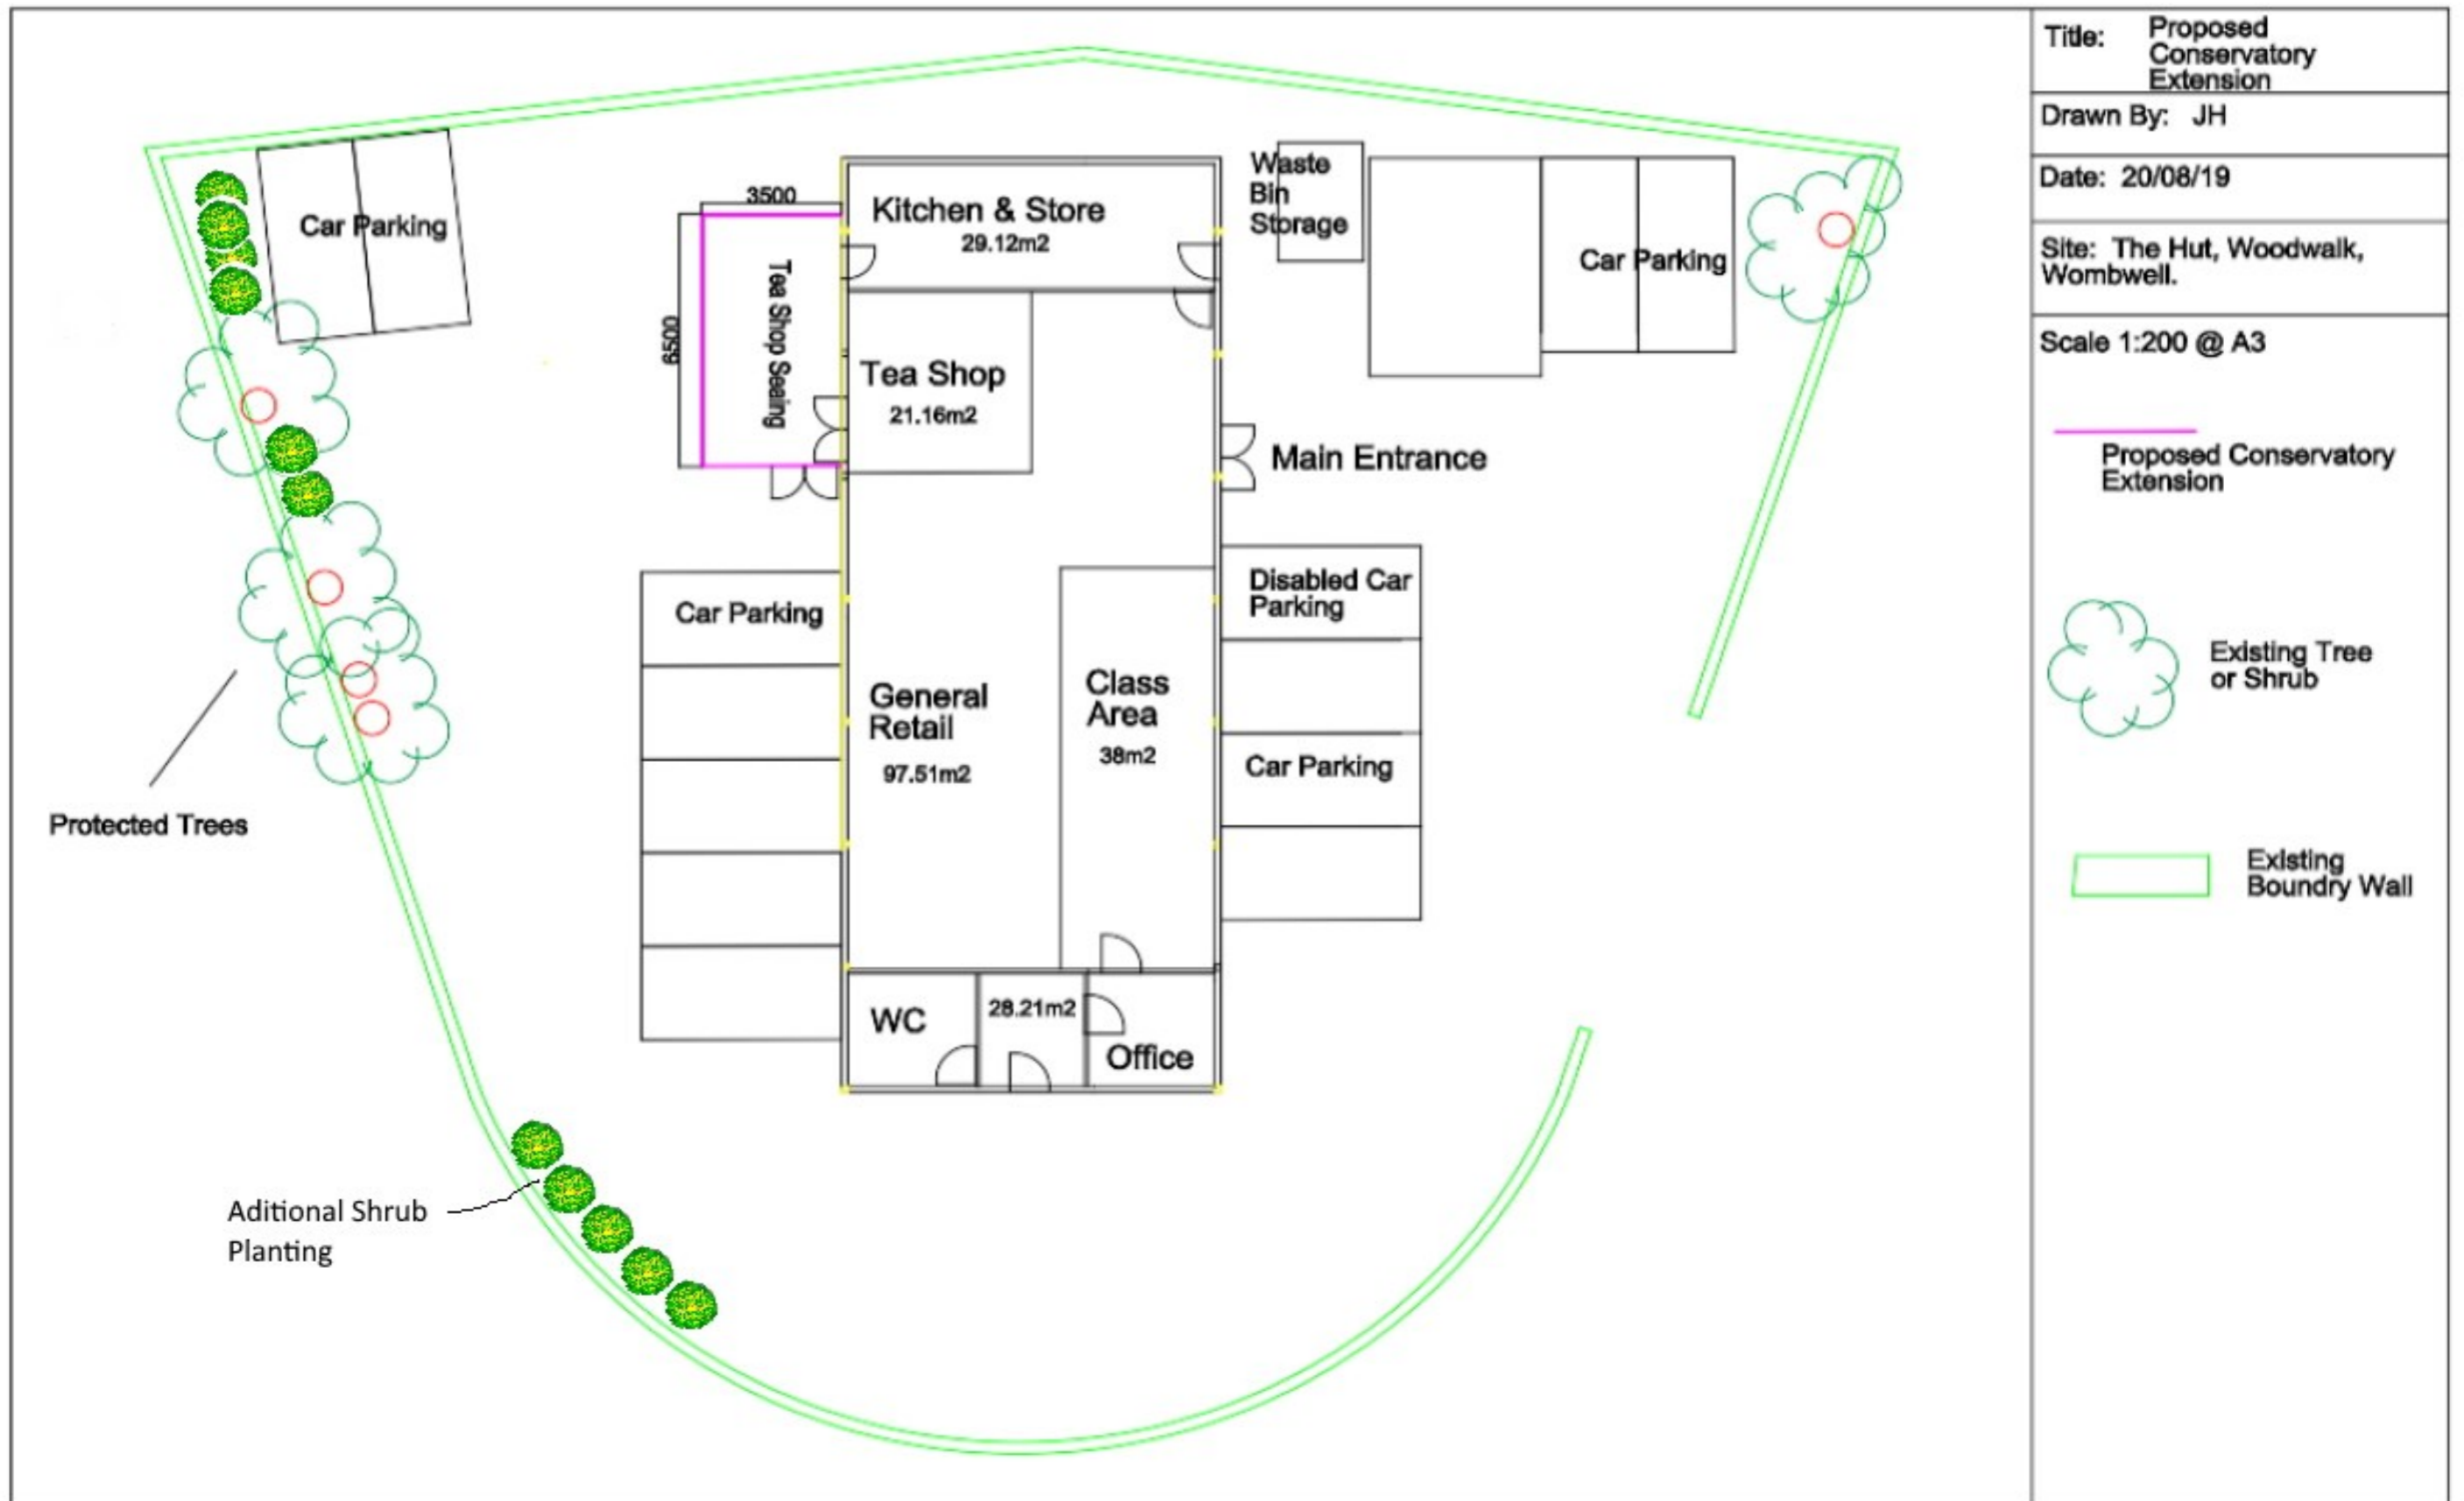 Title: Proposed
Conservatory
Extension
Drawn By: JH
Date: 20/08/19
Site: The Hut, Woodwalk,
Wombwell.
Scale 1:200 @ A3
Proposed Conservatory
Extension
Existing Tree
or Shrub
Existing
Boundry Wall
Car Parking
3500
6500
Tea Shop Seaing
Kitchen & Store
29.12m2
Tea Shop
21.16m2
Waste
Bin
Storage
Car Parking
Main Entrance
Car Parking
Disabled Car
Parking
General
Retail
97.51m2
Class
Area
38m2
Car Parking
Protected Trees
WC
28.21m2
Office
Aditional Shrub
Planting